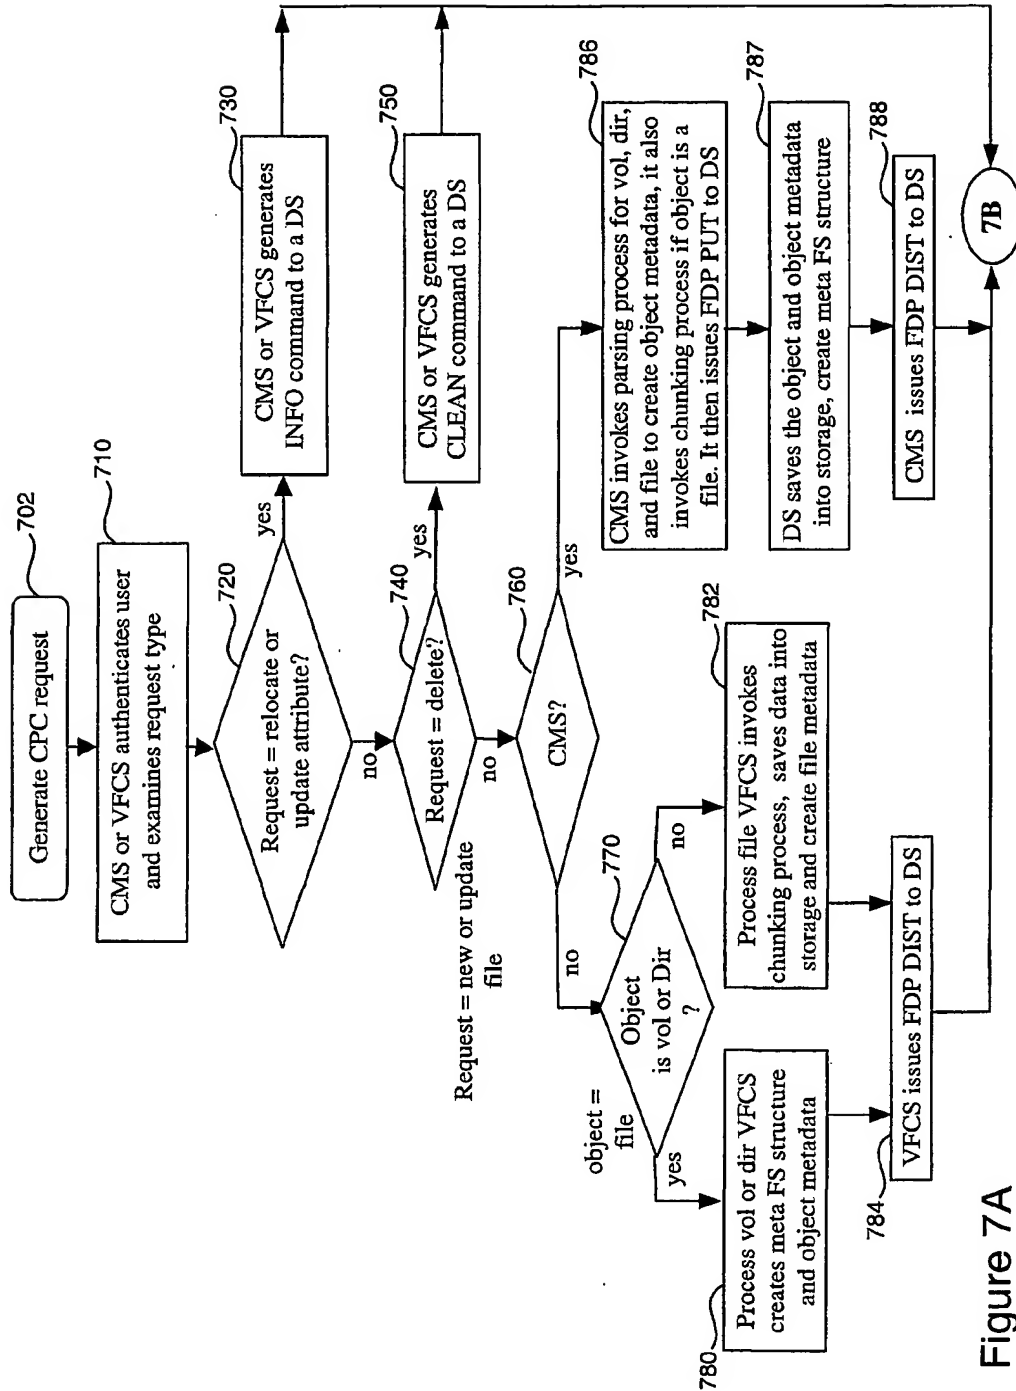 702
Generate CPC request
710
CMS or VFCS authenticates user
and examines request type
720
Request = relocate or
update attribute?
yes
no
730
CMS or VFCS generates
INFO command to a DS
740
Request = delete?
yes
no
750
CMS or VFCS generates
CLEAN command to a DS
Request = new or update
file
760
CMS?
yes
no
770
Object
is vol or Dir
?
object =
file
yes
no
780
Process vol or dir VFCS
creates meta FS structure
and object metadata
782
Process file VFCS invokes
chunking process, saves data into
storage and create file metadata
784
VFCS issues FDP DIST to DS
786
CMS invokes parsing process for vol, dir,
and file to create object metadata, it also
invokes chunking process if object is a
file. It then issues FDP PUT to DS
787
DS saves the object and object metadata
into storage, create meta FS structure
788
CMS issues FDP DIST to DS
7B
Figure 7A